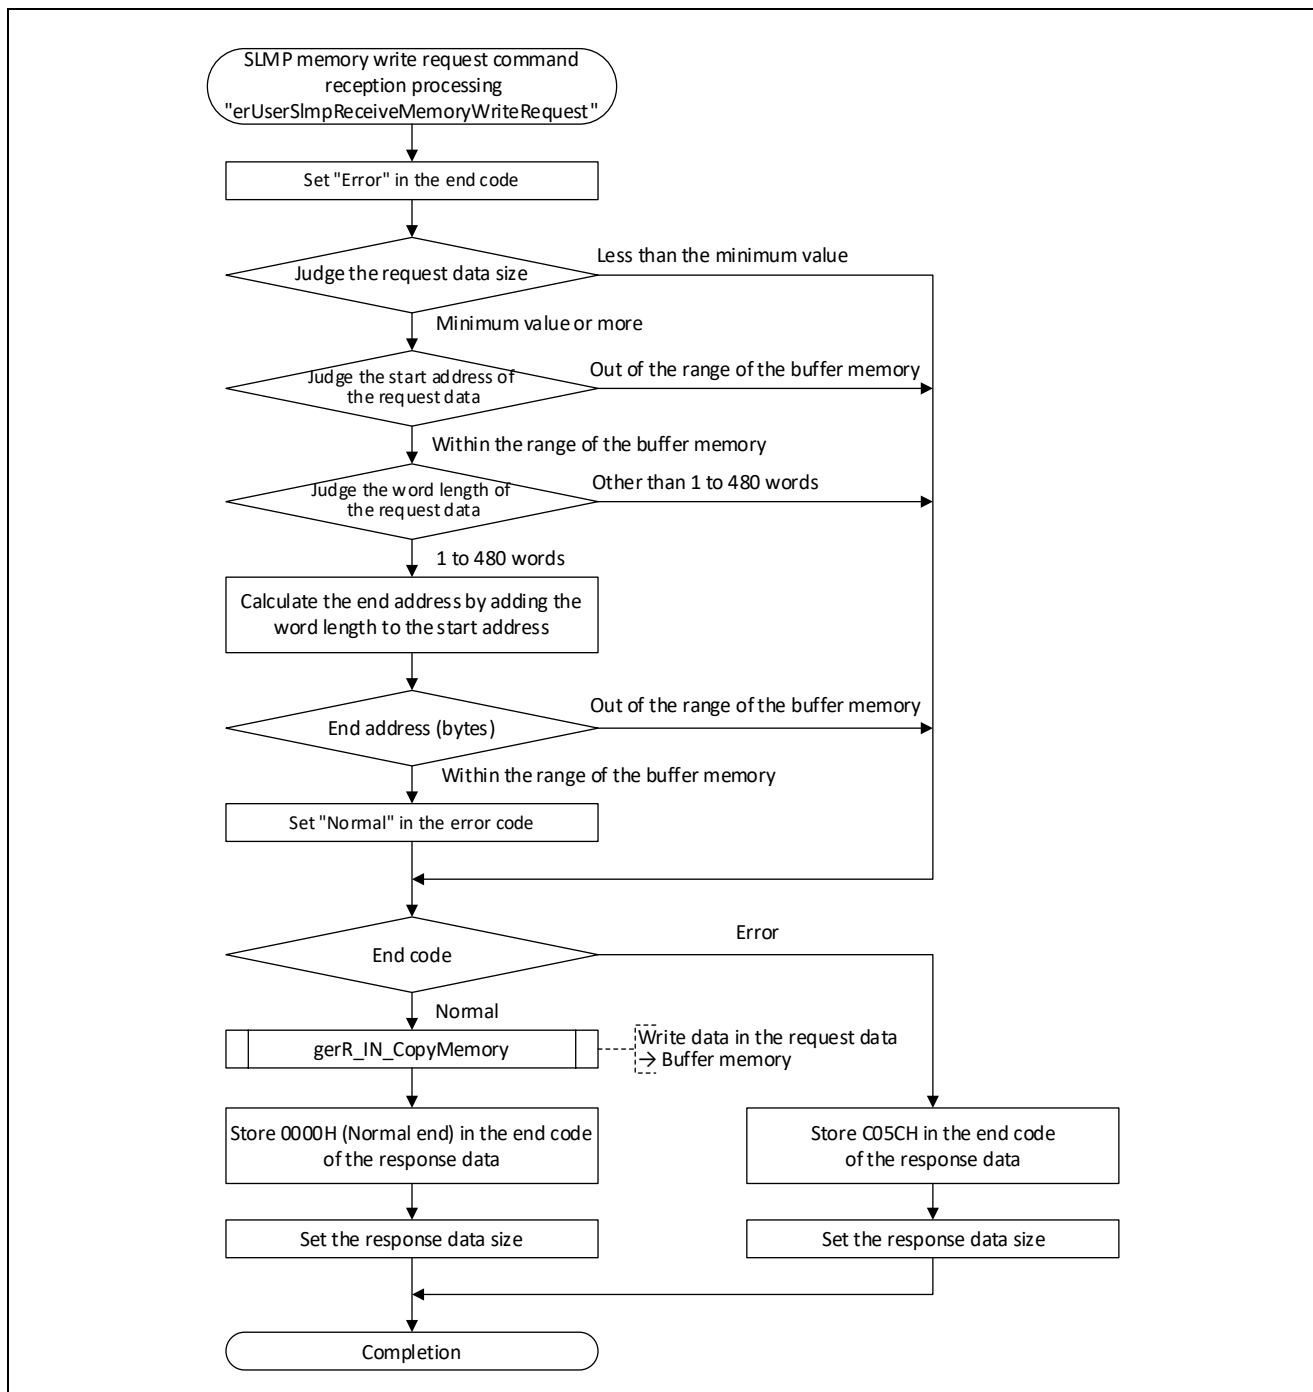 SLMP memory write request command
reception processing
"erUserSlmpReceiveMemoryWriteRequest"
Set "Error" in the end code
Less than the minimum value
Judge the request data size
Minimum value or more
Judge the start address of
the request data
Out of the range of the buffer memory
Within the range of the buffer memory
Judge the word length of
the request data
Other than 1 to 480 words
1 to 480 words
Calculate the end address by adding the
word length to the start address
Out of the range of the buffer memory
End address (bytes)
Within the range of the buffer memory
Set "Normal" in the error code
Error
End code
Normal
gerR_IN_CopyMemory
Write data in the request data
→ Buffer memory
Store 0000H (Normal end) in the end code
of the response data
Store C05CH in the end code
of the response data
Set the response data size
Set the response data size
Completion